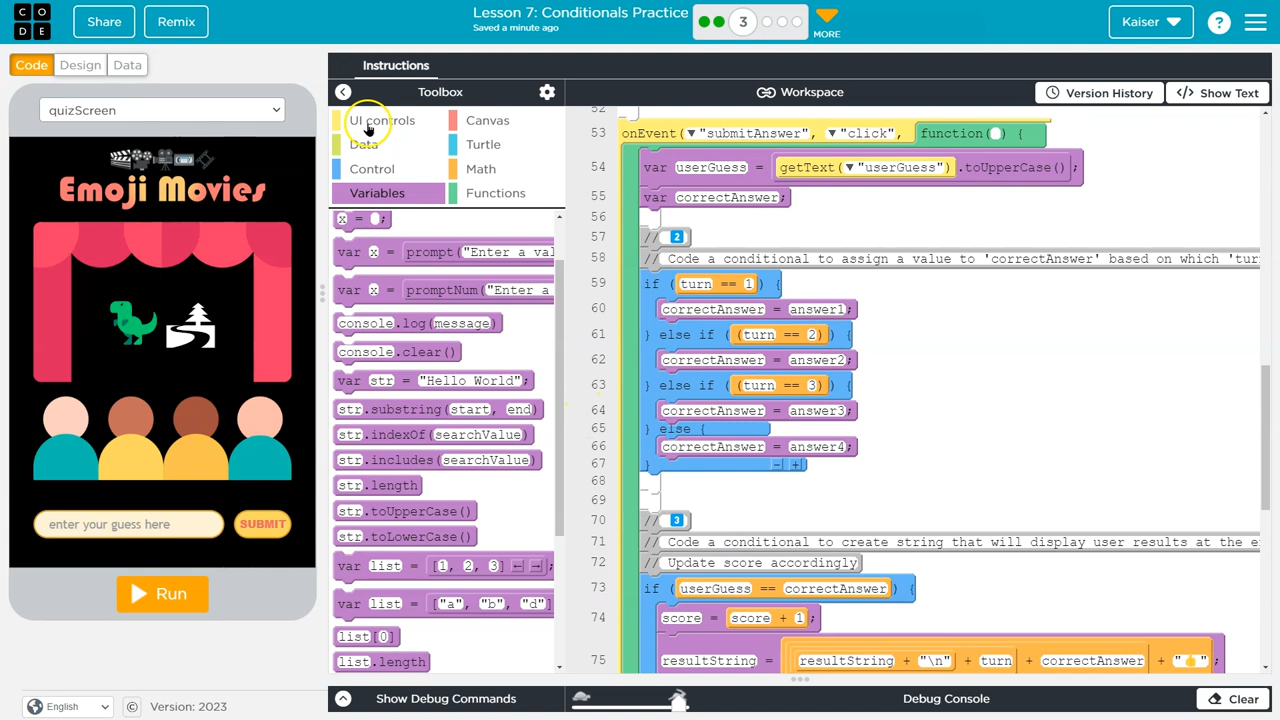 C O
D E
Share
Remix
Lesson 7: Conditionals Practice
Saved a minute ago
3
MORE
Kaiser
?
Code
Design
Data
Instructions
Toolbox
Workspace
Version History
</> Show Text
quizScreen
Emoji Movies
enter your guess here
SUBMIT
Run
UI controls
Canvas
Data
Turtle
Control
Math
Variables
Functions
x = ;
var x = prompt("Enter a val
var x = promptNum("Enter a
console.log(message)
console.clear()
var str = "Hello World";
str.substring(start, end)
str.indexOf(searchValue)
str.includes(searchValue)
str.length
str.toUpperCase()
str.toLowerCase()
var list = [1, 2, 3] ;
var list = ["a", "b", "d"]
list[0]
list.length
52
53 onEvent( "submitAnswer", "click", function( ) {
54 var userGuess = getText( "userGuess").toUpperCase();
55 var correctAnswer;
56
57 // 2
58 // Code a conditional to assign a value to 'correctAnswer' based on which 'tur
59 if (turn == 1) {
60 correctAnswer = answer1;
61 } else if ((turn == 2)) {
62 correctAnswer = answer2;
63 } else if ((turn == 3)) {
64 correctAnswer = answer3;
65 } else {
66 correctAnswer = answer4;
67 } - +
68
69
70 // 3
71 // Code a conditional to create string that will display user results at the e
72 // Update score accordingly
73 if (userGuess == correctAnswer) {
74 score = score + 1;
75 resultString = resultString + "\n" + turn + correctAnswer + "👍";
English
© Version: 2023
Show Debug Commands
Debug Console
Clear